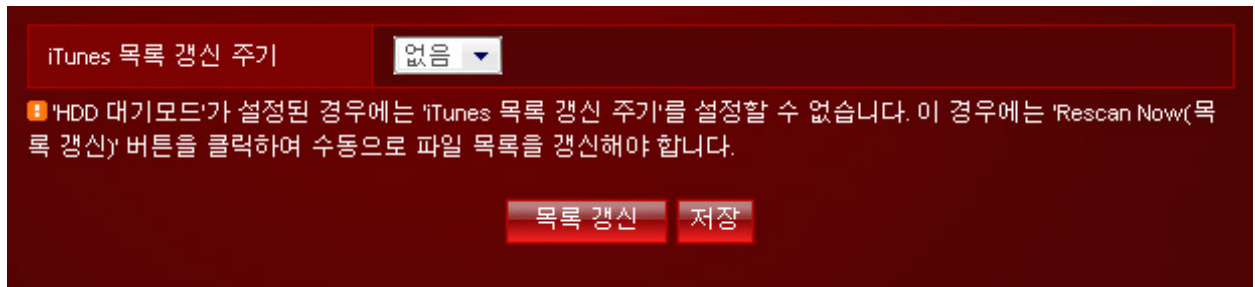 iTunes 목록 갱신 주기 없음
'HDD 대기모드'가 설정된 경우에는 'iTunes 목록 갱신 주기'를 설정할 수 없습니다. 이 경우에는 'Rescan Now(목
록 갱신)' 버튼을 클릭하여 수동으로 파일 목록을 갱신해야 합니다.
목록 갱신 저장